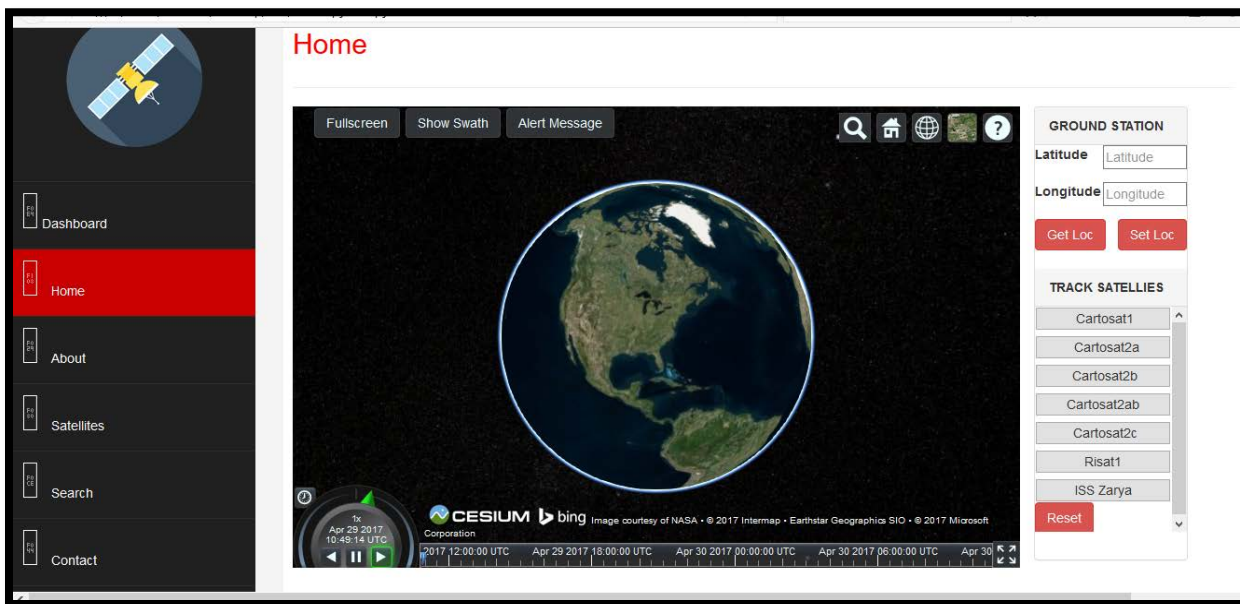 Home
Dashboard
Home
About
Satellites
Search
Contact
Fullscreen
Show Swath
Alert Message
?
1x
Apr 29 2017
10:49:14 UTC
CESIUM bing Image courtesy of NASA • © 2017 Intermap • Earthstar Geographics SIO • © 2017 Microsoft
Corporation
2017 12:00:00 UTC Apr 29 2017 18:00:00 UTC Apr 30 2017 00:00:00 UTC Apr 30 2017 06:00:00 UTC Apr 30
GROUND STATION
Latitude Latitude
Longitude Longitude
Get Loc Set Loc
TRACK SATELLIES
Cartosat1
Cartosat2a
Cartosat2b
Cartosat2ab
Cartosat2c
Risat1
ISS Zarya
Reset